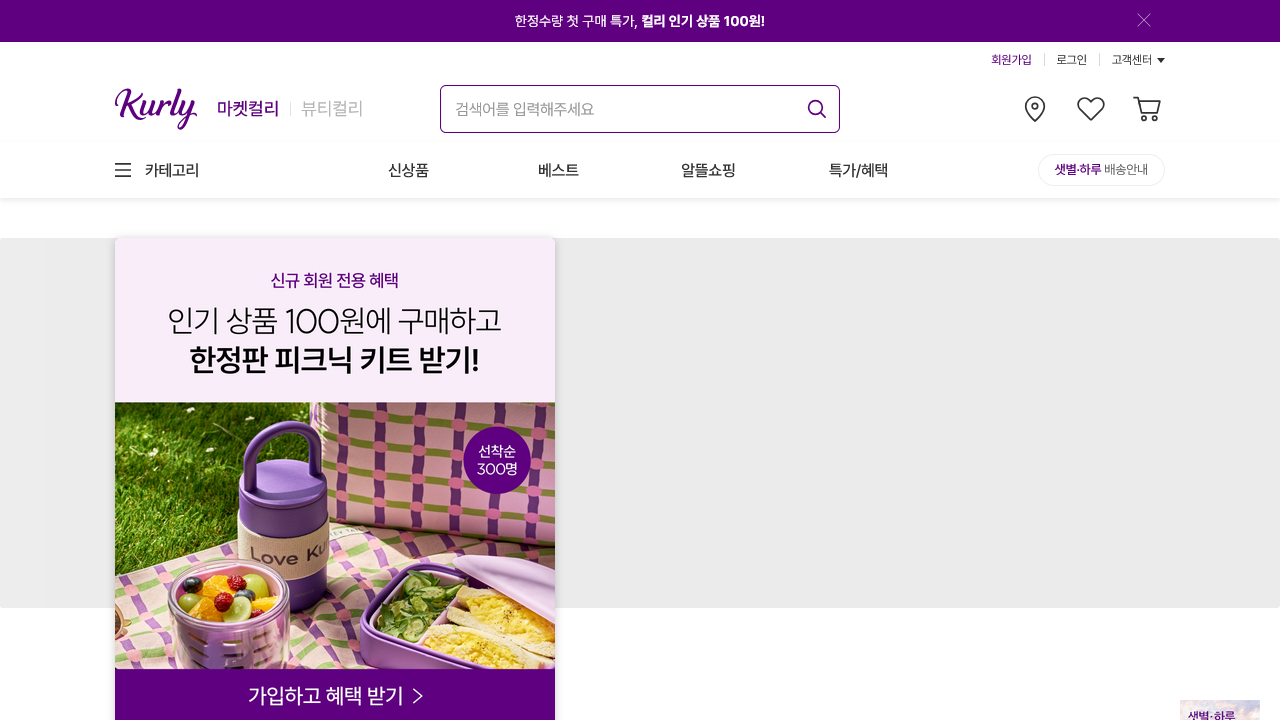 한정수량 첫 구매 특가, 컬리 인기 상품 100원!
회원가입
로그인
고객센터
Kurly
마켓컬리
뷰티컬리
검색어를 입력해주세요
카테고리
신상품
베스트
알뜰쇼핑
특가/혜택
샛별·하루 배송안내
신규 회원 전용 혜택
인기 상품 100원에 구매하고
한정판 피크닉 키트 받기!
선착순
300명
Love Ku
가입하고 혜택 받기
샛별·하루